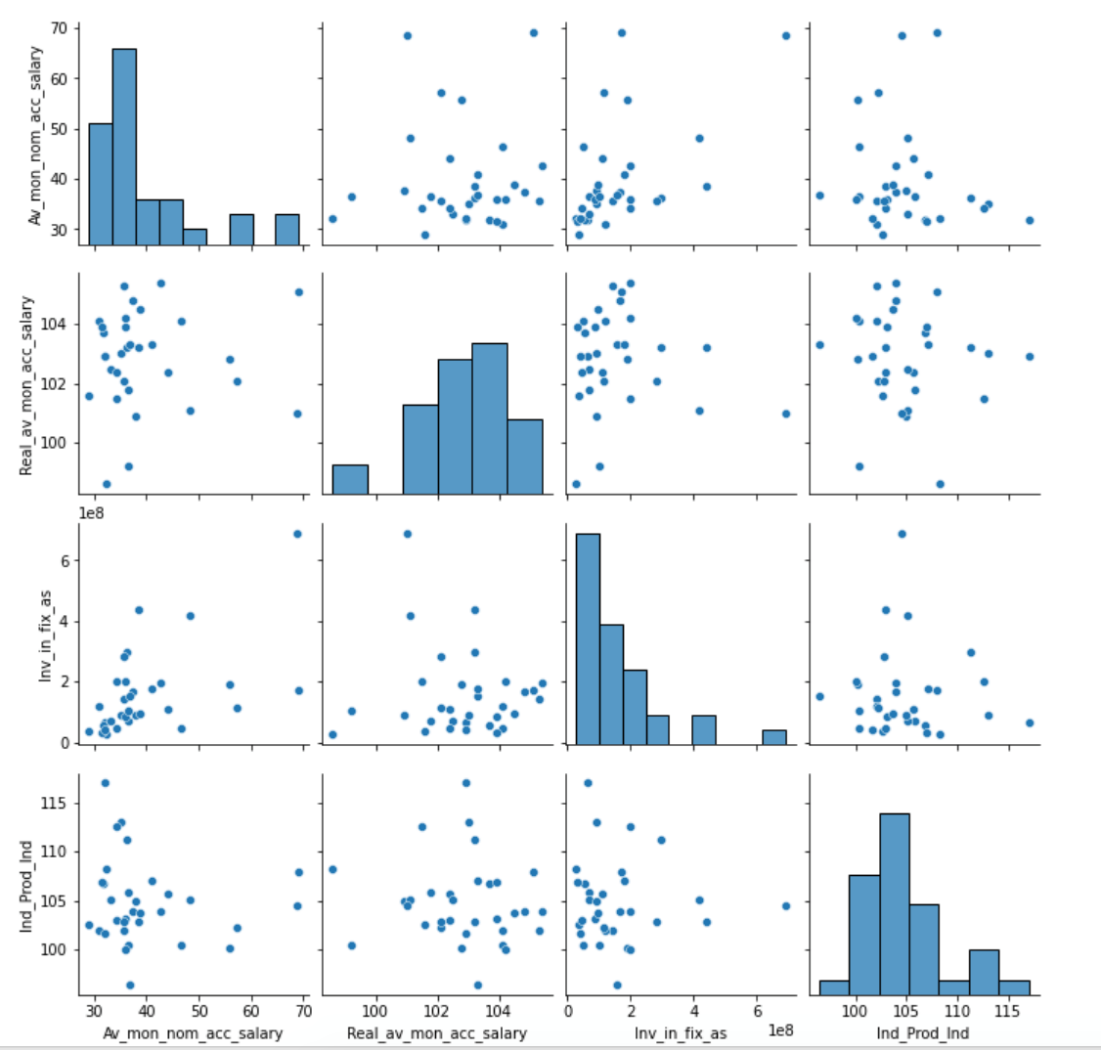 70
60
50
40
30
Av_mon_nom_acc_salary
104
102
100
Real_av_mon_acc_salary
1e8
6
4
2
0
Inv_in_fix_as
115
110
105
100
Ind_Prod_Ind
30 40 50 60 70
Av_mon_nom_acc_salary
100 102 104
Real_av_mon_acc_salary
0 2 4 6
1e8
Inv_in_fix_as
100 105 110 115
Ind_Prod_Ind